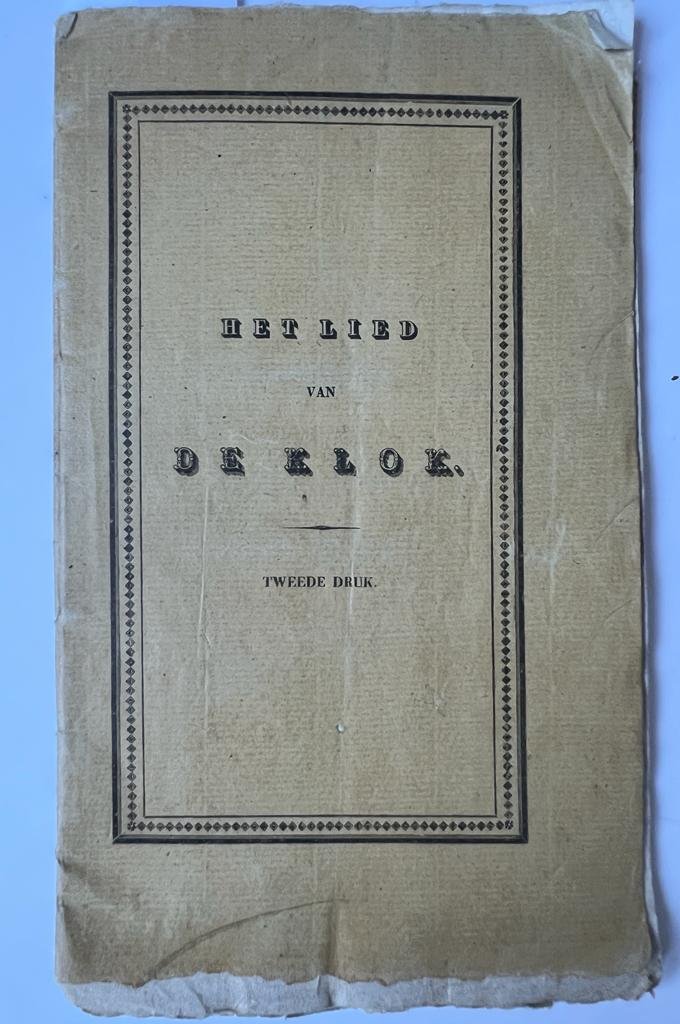 HET LIED
VAN
DE KLOK.
TWEEDE DRUK.